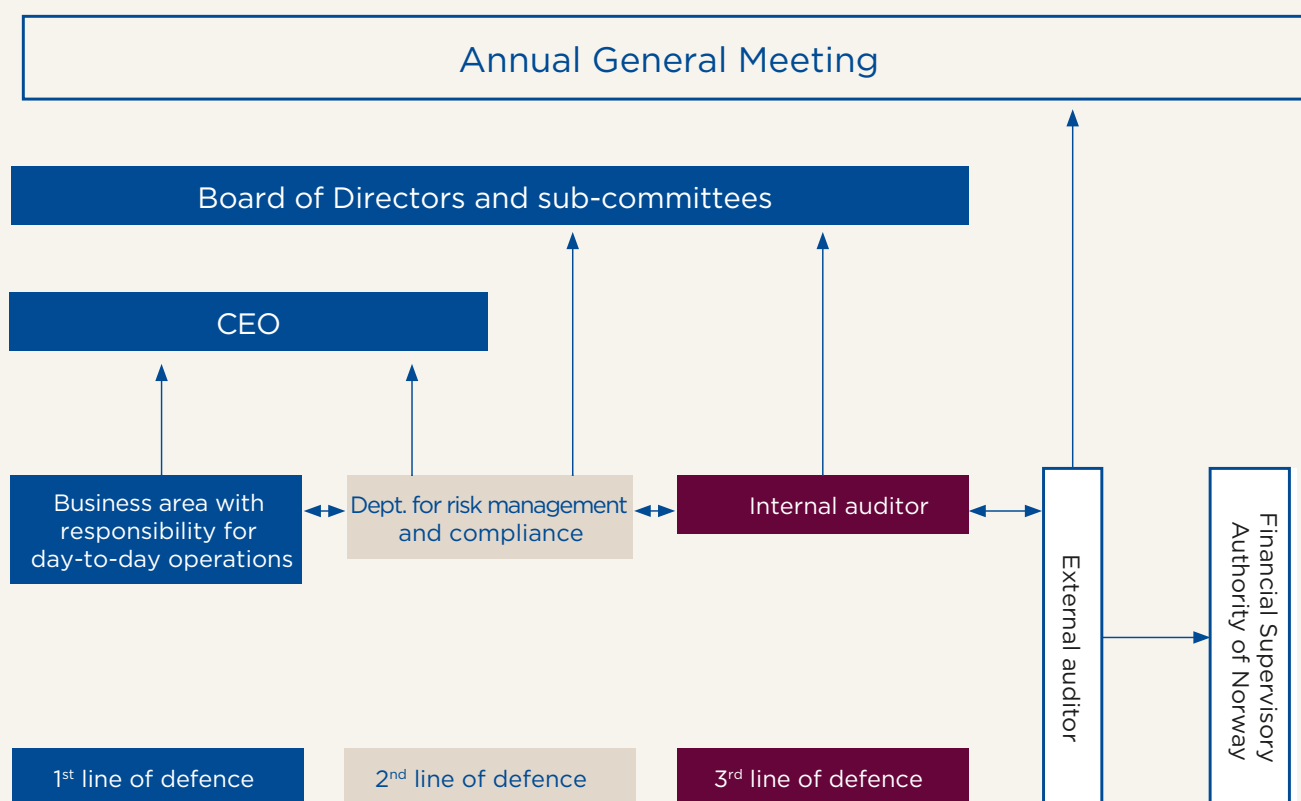 Annual General Meeting
Board of Directors and sub-committees
CEO
Business area with
responsibility for
day-to-day operations
Dept. for risk management
and compliance
Internal auditor
External auditor
Financial Supervisory
Authority of Norway
1st line of defence
2nd line of defence
3rd line of defence